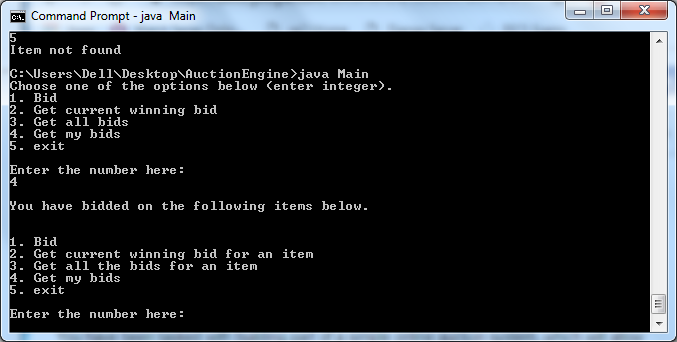 Command Prompt - java Main
5
Item not found
C:\Users\Dell\Desktop\AuctionEngine>java Main
Choose one of the options below (enter integer).
1. Bid
2. Get current winning bid
3. Get all bids
4. Get my bids
5. exit
Enter the number here:
4
You have bidded on the following items below.
1. Bid
2. Get current winning bid for an item
3. Get all the bids for an item
4. Get my bids
5. exit
Enter the number here: